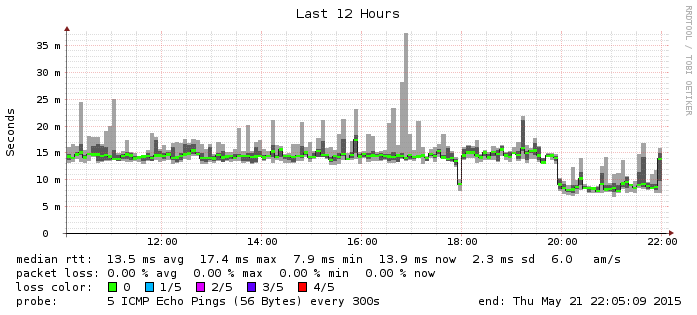 Last 12 Hours
RRDTOOL / TOBI OETIKER
Seconds
35 m
30 m
25 m
20 m
15 m
10 m
5 m
0
12:00 14:00 16:00 18:00 20:00 22:00
median rtt: 13.5 ms avg 17.4 ms max 7.9 ms min 13.9 ms now 2.3 ms sd 6.0 am/s
packet loss: 0.00 % avg 0.00 % max 0.00 % min 0.00 % now
loss color: 0 1/5 2/5 3/5 4/5
probe: 5 ICMP Echo Pings (56 Bytes) every 300s end: Thu May 21 22:05:09 2015